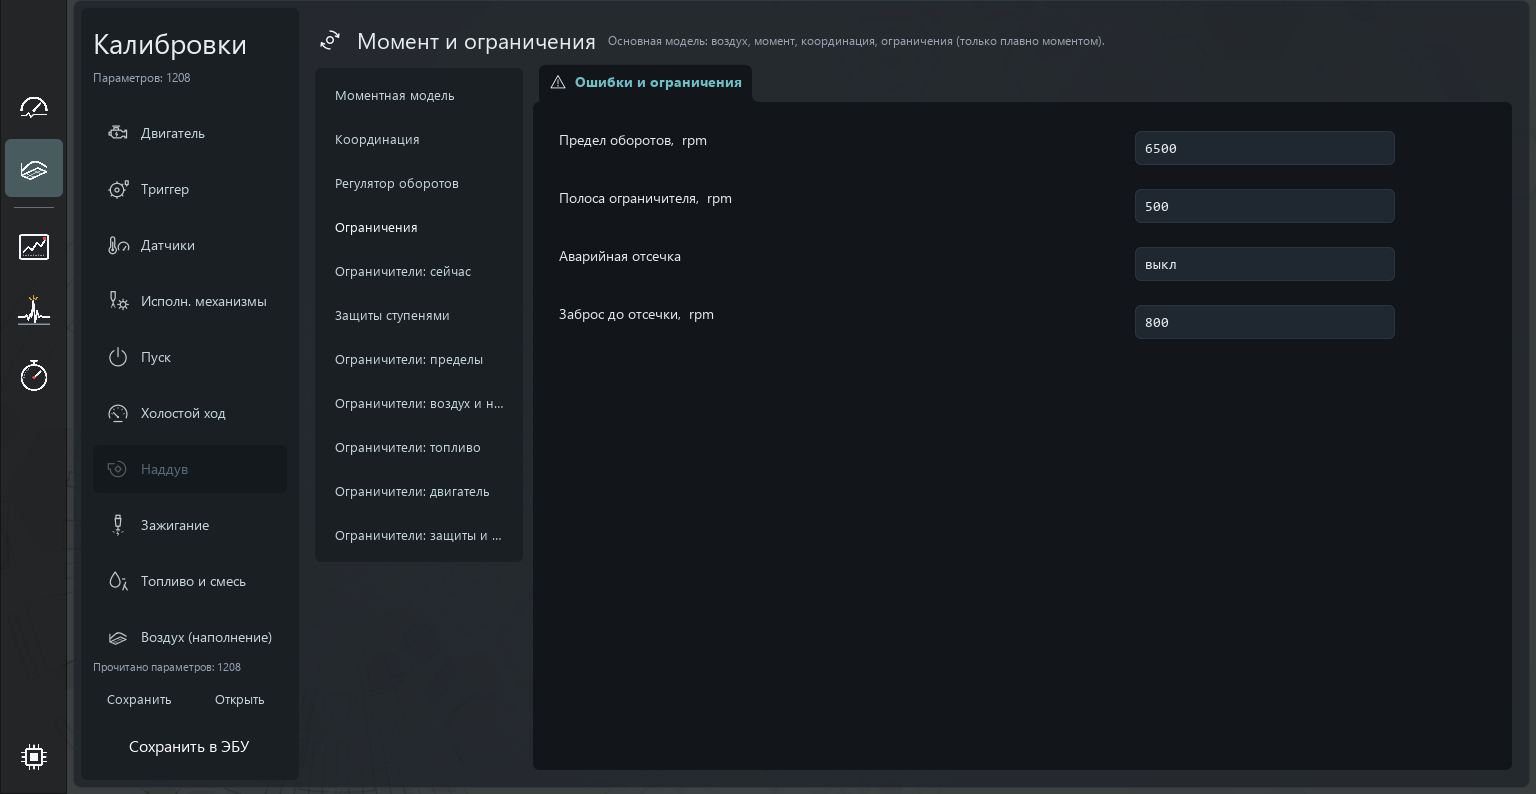 Калибровки
Параметров: 1208
Двигатель
Триггер
Датчики
Исполн. механизмы
Пуск
Холостой ход
Наддув
Зажигание
Топливо и смесь
Воздух (наполнение)
Прочитано параметров: 1208
Сохранить
Открыть
Сохранить в ЭБУ
Момент и ограничения
Основная модель: воздух, момент, координация, ограничения (только плавно моментом).
Моментная модель
Координация
Регулятор оборотов
Ограничения
Ограничители: сейчас
Защиты ступенями
Ограничители: пределы
Ограничители: воздух и н...
Ограничители: топливо
Ограничители: двигатель
Ограничители: защиты и ...
Ошибки и ограничения
Предел оборотов, rpm
6500
Полоса ограничителя, rpm
500
Аварийная отсечка
выкл
Заброс до отсечки, rpm
800